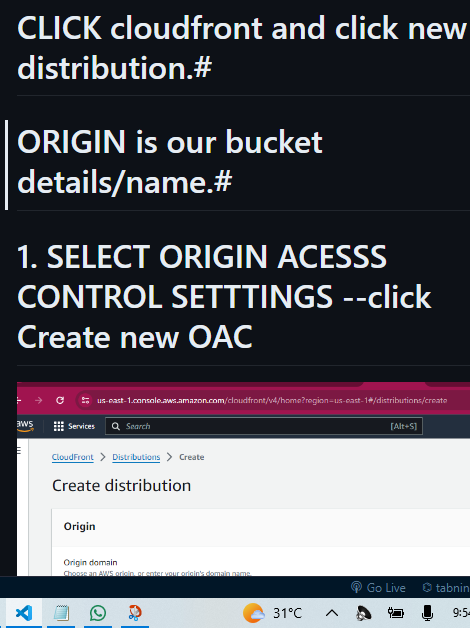 CLICK cloudfront and click new
distribution.#
ORIGIN is our bucket
details/name.#
1. SELECT ORIGIN ACESSS
CONTROL SETTTTINGS --click
Create new OAC
us-east-1.console.aws.amazon.com/cloudfront/v4/home?region=us-east-1#/distributions/create
aws
Services
Search
[Alt+S]
CloudFront > Distributions > Create
Create distribution
Origin
Origin domain
Choose an AWS origin, or enter your origin's domain name.
Go Live
tabnin
31°C
9:54